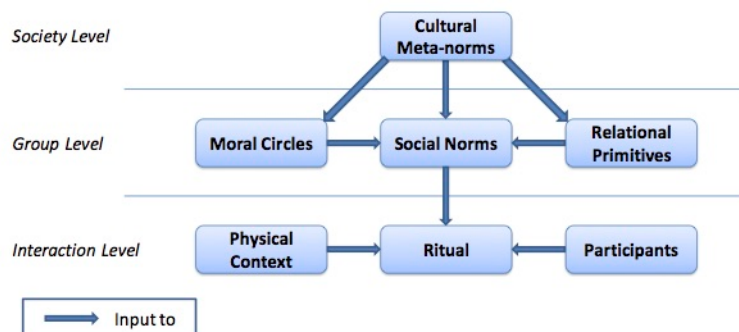 Society Level
Cultural
Meta-norms
Group Level
Moral Circles
Social Norms
Relational
Primitives
Interaction Level
Physical
Context
Ritual
Participants
Input to